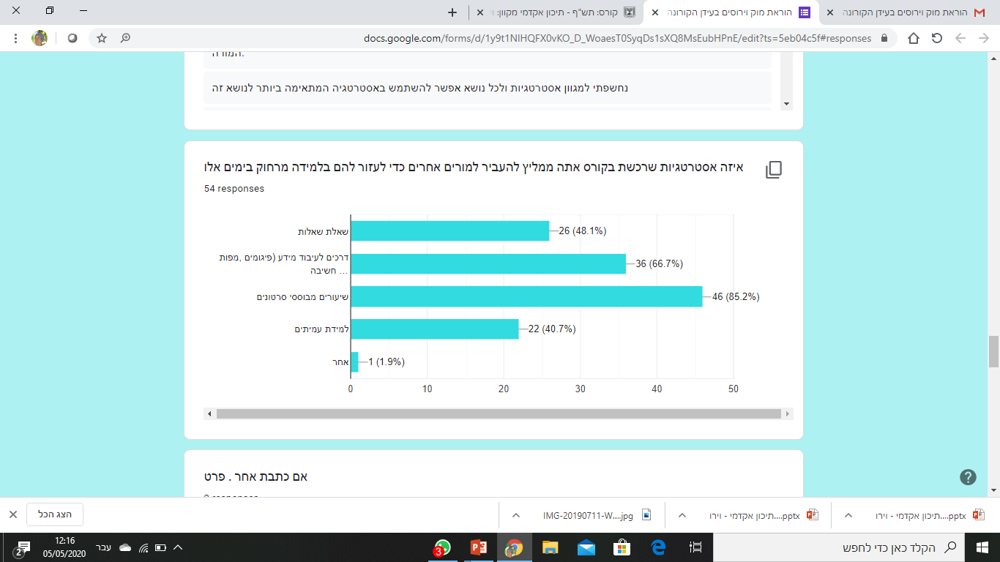 הוראת מוק וירוסים בעידן הקורונה
הוראת מוק וירוסים בעידן הקורונה
קורס: תש"ף - תיכון אקדמי מקוון: וי
docs.google.com/forms/d/1y9t1NIHQFX0vKO_D_WoaesT0SyqDs1sXQ8MsEubHPnE/edit?ts=5eb04c5f#responses
המורה.
נחשפתי למגוון אסטרטגיות ולכל נושא אפשר להשתמש באסטרטגיה המתאימה ביותר לנושא זה
איזה אסטרטגיות שרכשת בקורס אתה ממליץ להעביר למורים אחרים כדי לעזור להם בלמידה מרחוק בימים אלו
54 responses
שאלת שאלות
26 (48.1%)
דרכים לעיבוד מידע (פיגומים ,מפות
חשיבה ...
36 (66.7%)
שיעורים מבוססי סרטונים
46 (85.2%)
למידת עמיתים
22 (40.7%)
אחר
1 (1.9%)
0 10 20 30 40 50
אם כתבת אחר . פרט
responses
תיכון אקדמי - וירו....pptx
תיכון אקדמי - וירו....pptx
IMG-20190711-W....jpg
הצג הכל
הקלד כאן כדי לחפש
3
עבר
12:16
05/05/2020
2